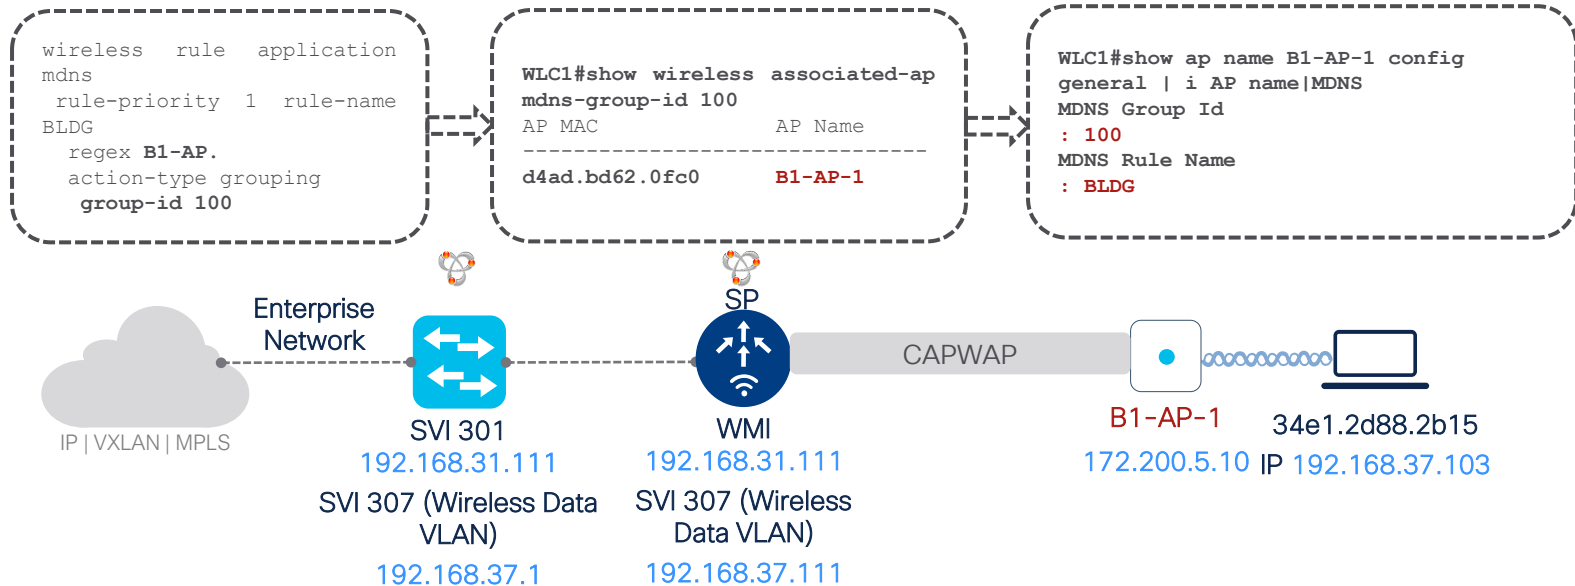 wireless rule application
mdns
rule-priority 1 rule-name
BLDG
regex B1-AP.
action-type grouping
group-id 100
WLC1#show wireless associated-ap
mdns-group-id 100
AP MAC AP Name
--------------------------------
d4ad.bd62.0fc0 B1-AP-1
WLC1#show ap name B1-AP-1 config
general | i AP name|MDNS
MDNS Group Id
: 100
MDNS Rule Name
: BLDG
Enterprise
Network
IP | VXLAN | MPLS
SVI 301
192.168.31.111
SVI 307 (Wireless Data
VLAN)
192.168.37.1
SP
WMI
192.168.31.111
SVI 307 (Wireless
Data VLAN)
192.168.37.111
CAPWAP
B1-AP-1
172.200.5.10
34e1.2d88.2b15
IP 192.168.37.103